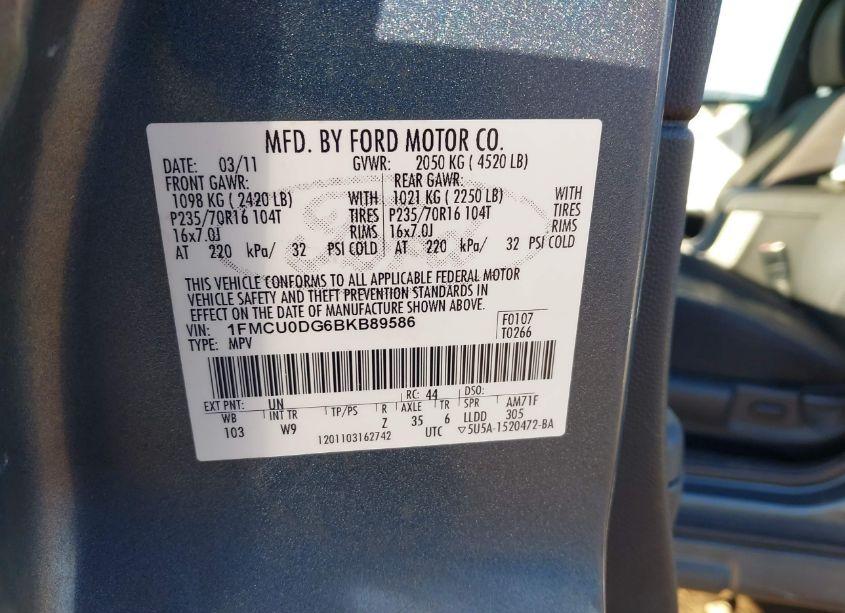 MFD. BY FORD MOTOR CO.
DATE: 03/11 GVWR: 2050 KG ( 4520 LB)
FRONT GAWR: REAR GAWR:
1098 KG ( 2420 LB) WITH 1021 KG ( 2250 LB) WITH
P235/70R16 104T TIRES P235/70R16 104T TIRES
16x7.0J RIMS 16x7.0J RIMS
AT 220 kPa/ 32 PSI COLD AT 220 kPa/ 32 PSI COLD
THIS VEHICLE CONFORMS TO ALL APPLICABLE FEDERAL MOTOR
VEHICLE SAFETY AND THEFT PREVENTION STANDARDS IN
EFFECT ON THE DATE OF MANUFACTURE SHOWN ABOVE.
VIN: 1FMCU0DG6BKB89586 F0107
TYPE: MPV T0266
EXT PNT: UN RC: 44 DSO:
WB INT TR TP/PS R AXLE TR SPR AM71F
103 W9 Z 35 6 LLDD 305
1201103162742 UTC ▽5U5A-1520472-BA